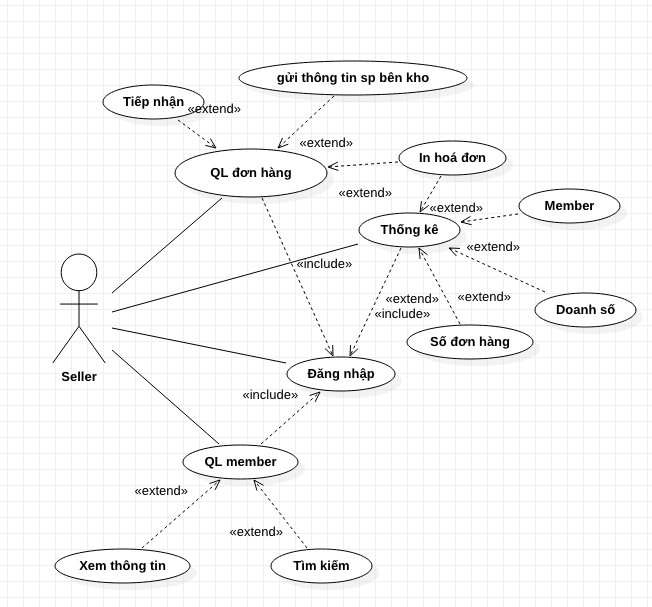 gửi thông tin sp bên kho
Tiếp nhận
«extend»
«extend»
In hoá đơn
QL đơn hàng
«extend»
«extend»
Member
Thống kê
«extend»
«include»
«extend»
«extend»
«include»
Doanh số
Số đơn hàng
Seller
Đăng nhập
«include»
QL member
«extend»
«extend»
Xem thông tin
Tìm kiếm